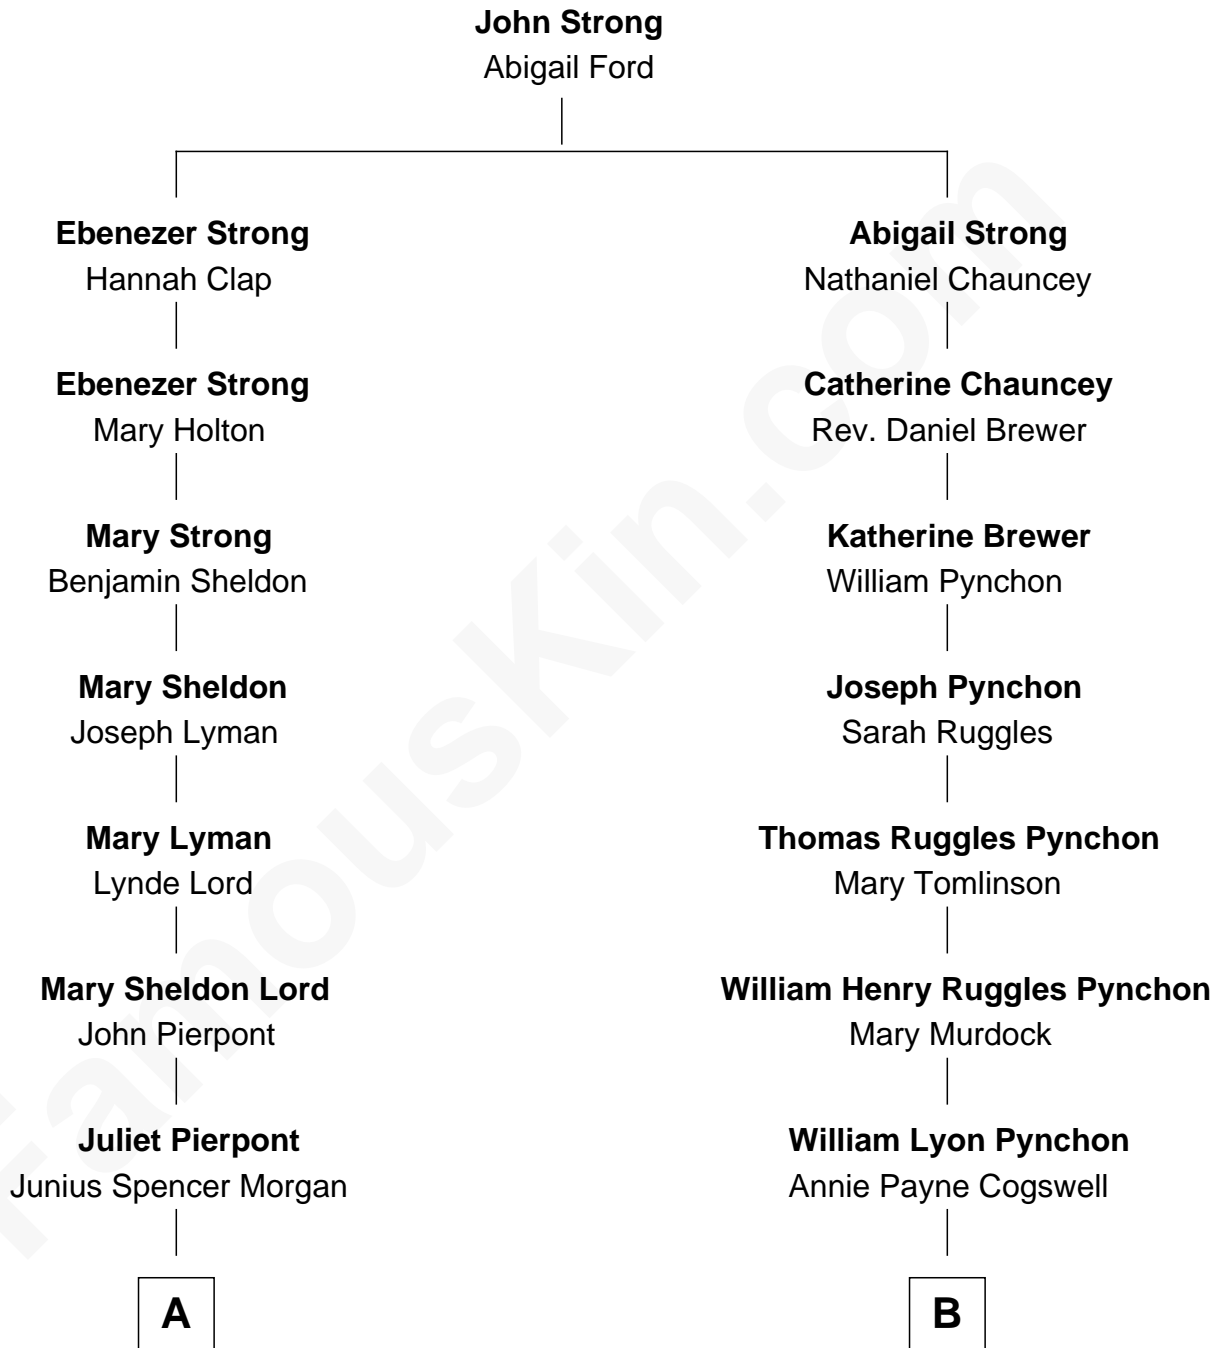 John Strong
Abigail Ford
Ebenezer Strong
Hannah Clap
Abigail Strong
Nathaniel Chauncey
Ebenezer Strong
Mary Holton
Catherine Chauncey
Rev. Daniel Brewer
Mary Strong
Benjamin Sheldon
Katherine Brewer
William Pynchon
Mary Sheldon
Joseph Lyman
Joseph Pynchon
Sarah Ruggles
Mary Lyman
Lynde Lord
Thomas Ruggles Pynchon
Mary Tomlinson
Mary Sheldon Lord
John Pierpont
William Henry Ruggles Pynchon
Mary Murdock
Juliet Pierpont
Junius Spencer Morgan
William Lyon Pynchon
Annie Payne Cogswell
A
B
FamousKin.com